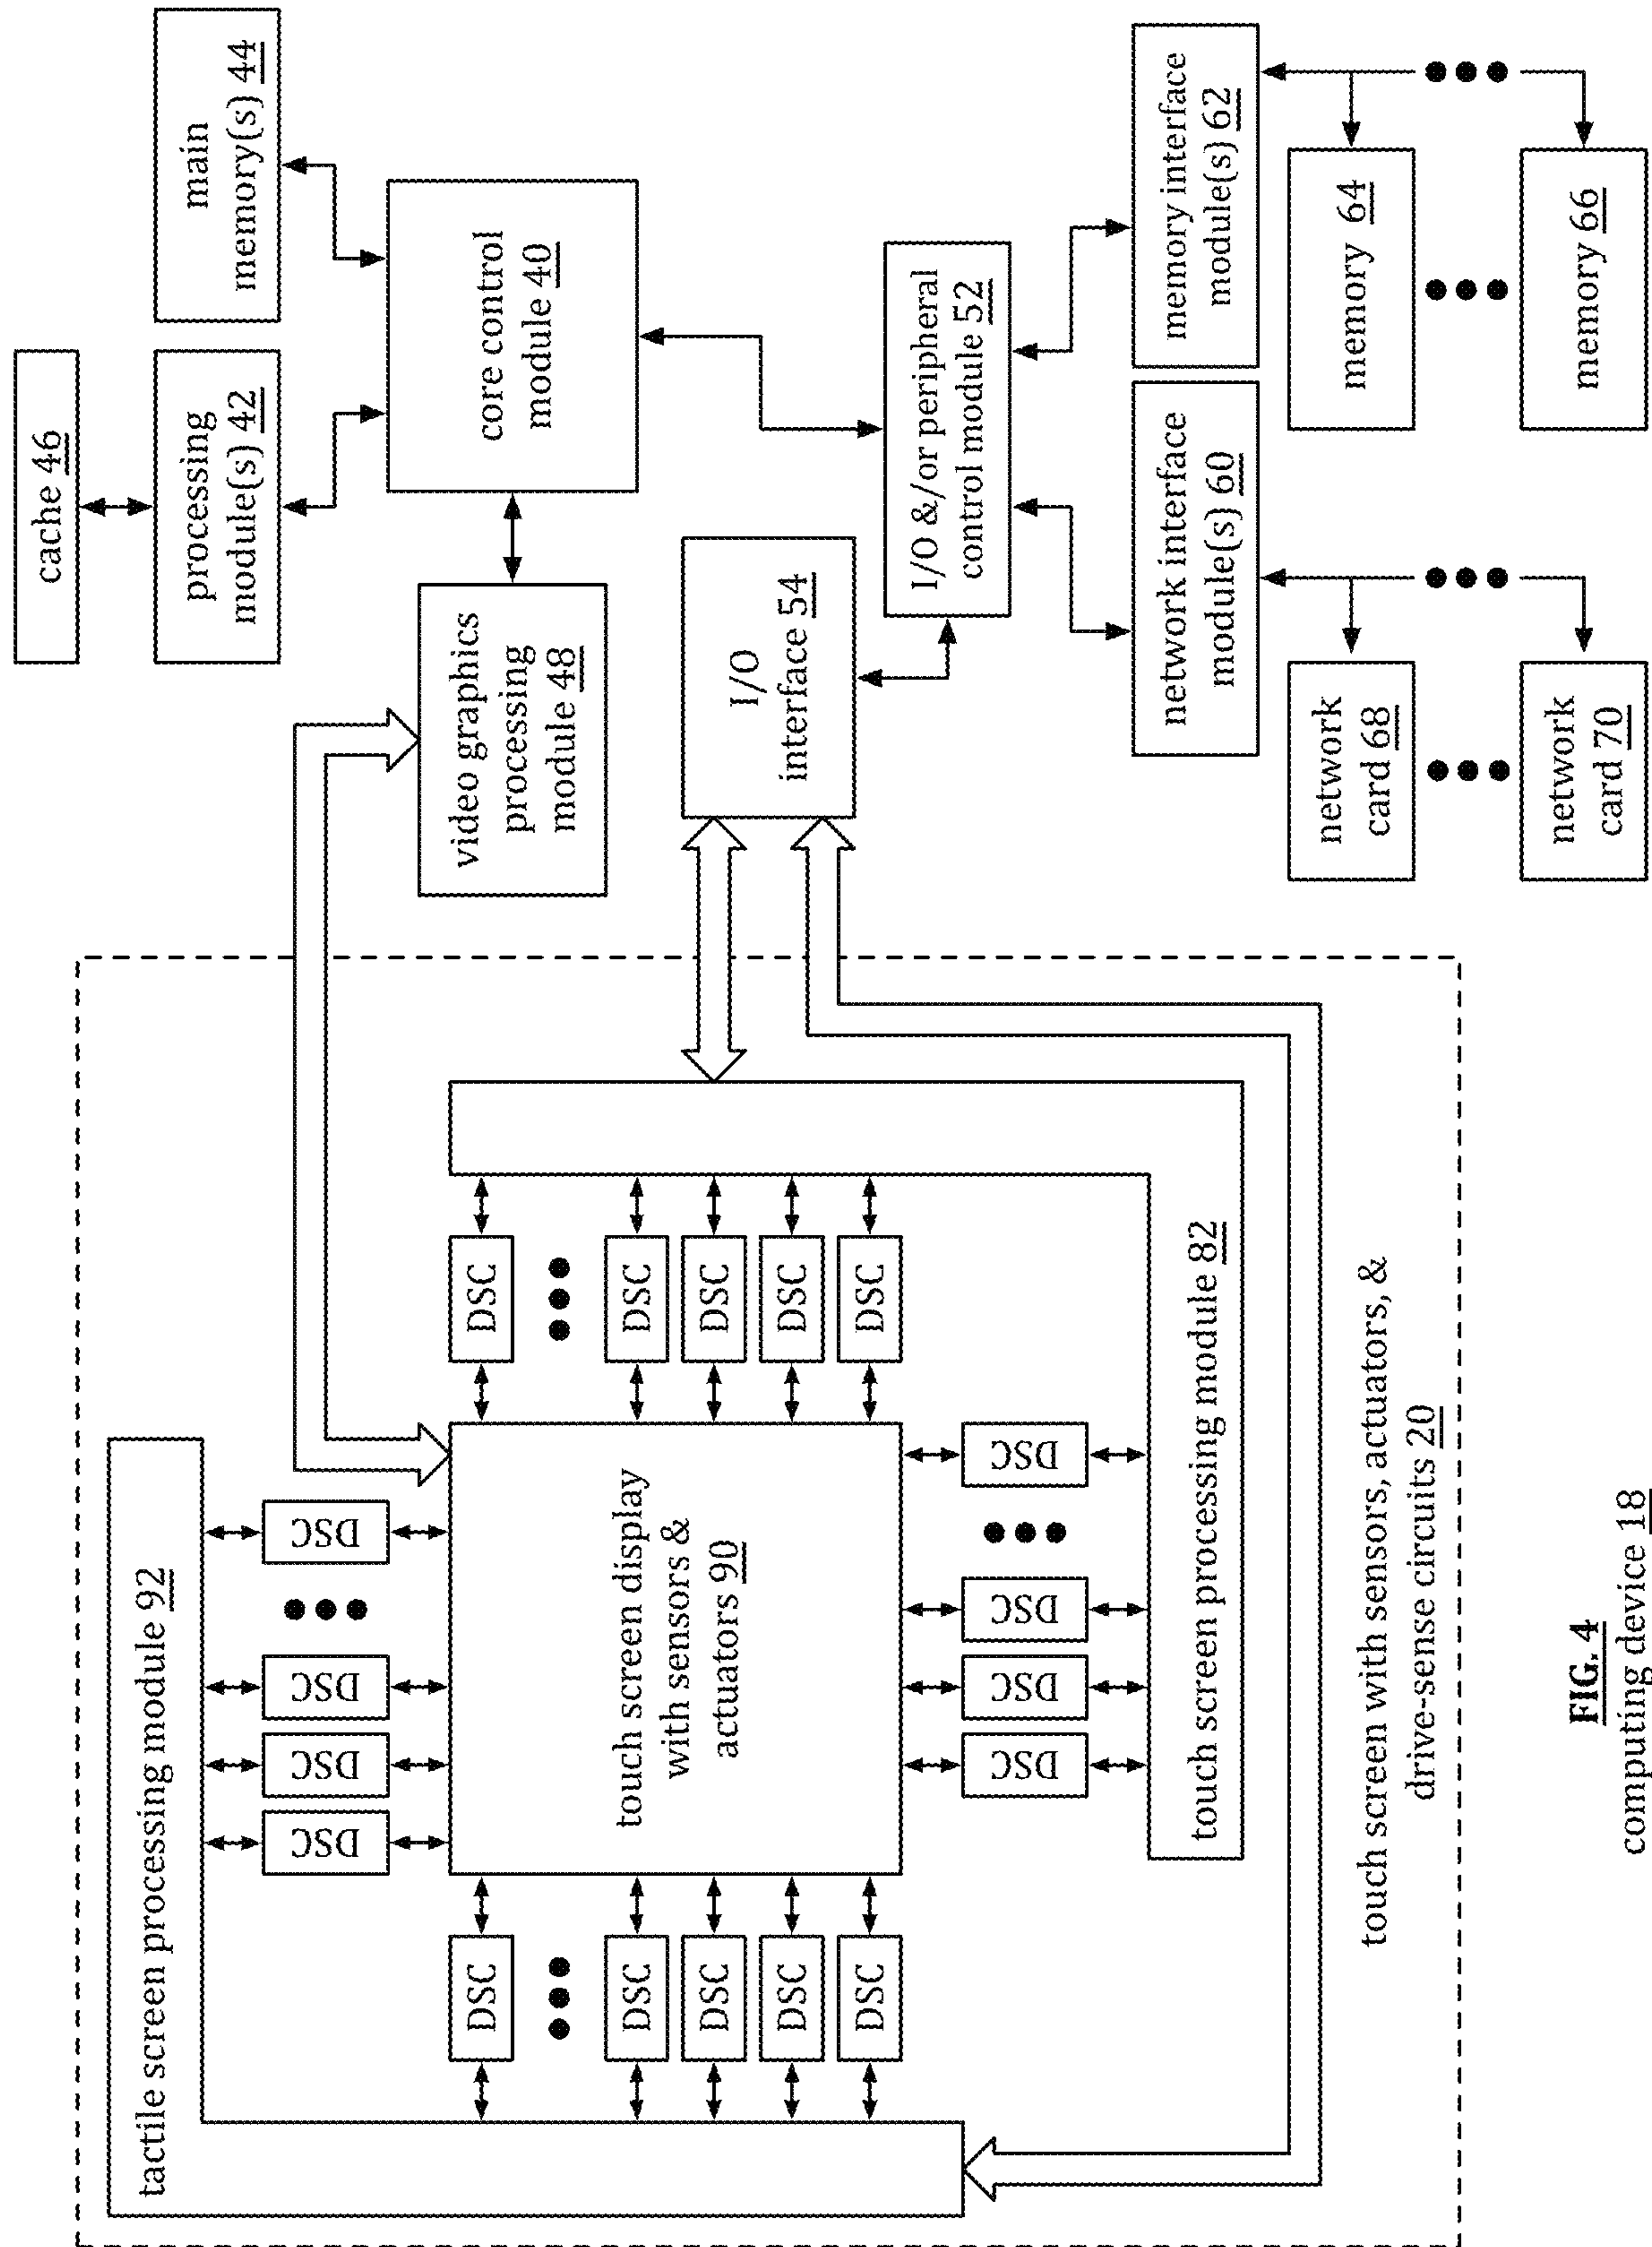 cache 46
processing
module(s) 42
main
memory(s) 44
core control
module 40
video graphics
processing
module 48
I/O
interface 54
I/O &/or peripheral
control module 52
network interface
module(s) 60
memory interface
module(s) 62
network
card 68
network
card 70
memory 64
memory 66
tactile screen processing module 92
DSC
DSC
DSC
DSC
DSC
DSC
DSC
DSC
DSC
touch screen display
with sensors &
actuators 90
DSC
DSC
DSC
DSC
DSC
DSC
DSC
DSC
DSC
touch screen processing module 82
touch screen with sensors, actuators, &
drive-sense circuits 20
FIG. 4
computing device 18